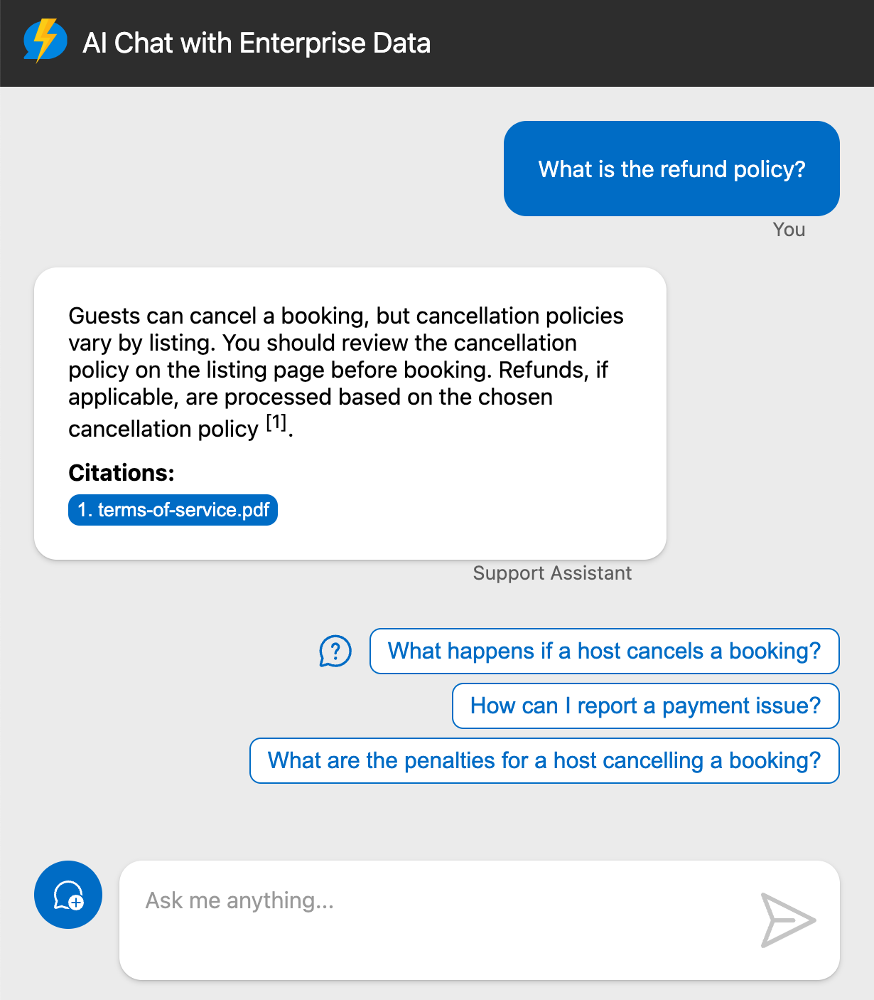 AI Chat with Enterprise Data
What is the refund policy?
You
Guests can cancel a booking, but cancellation policies
vary by listing. You should review the cancellation
policy on the listing page before booking. Refunds, if
applicable, are processed based on the chosen
cancellation policy [1].
Citations:
1. terms-of-service.pdf
Support Assistant
What happens if a host cancels a booking?
How can I report a payment issue?
What are the penalties for a host cancelling a booking?
Ask me anything...